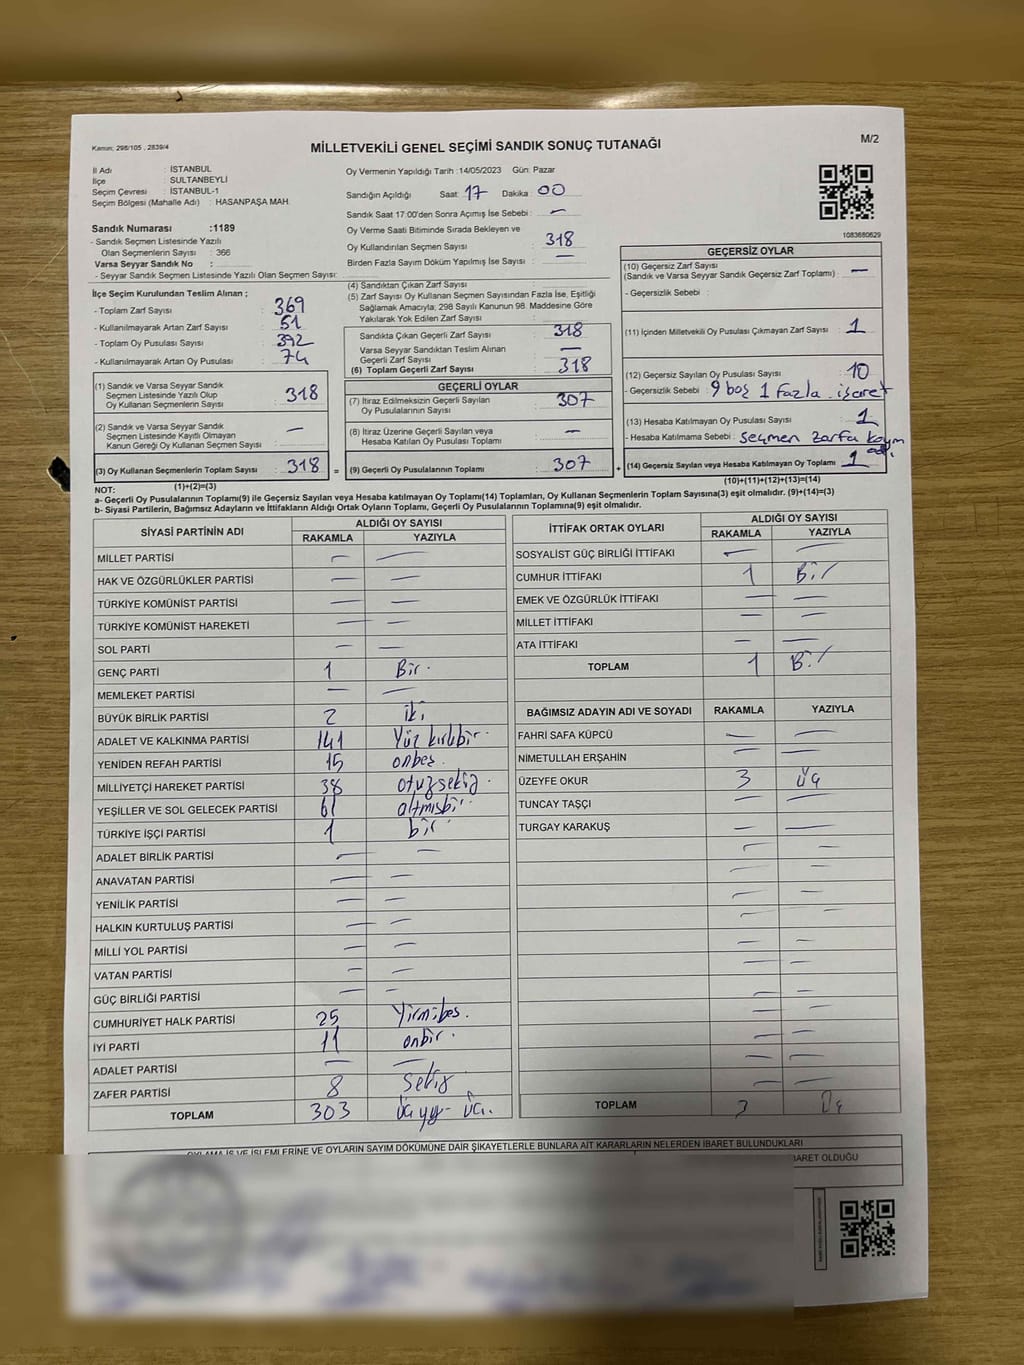 Kanun; 298/105 , 2839/4
MİLLETVEKİLİ GENEL SEÇİMİ SANDIK SONUÇ TUTANAĞI
M/2
İl Adı : İSTANBUL
İlçe : SULTANBEYLİ
Seçim Çevresi : İSTANBUL-1
Seçim Bölgesi (Mahalle Adı) : HASANPAŞA MAH.
Oy Vermenin Yapıldığı Tarih :14/05/2023 Gün: Pazar
Sandığın Açıldığı Saat: 17 Dakika: 00
Sandık Saat 17:00'den Sonra Açımış İse Sebebi : —
Sandık Numarası :1189
- Sandık Seçmen Listesinde Yazılı
Olan Seçmenlerin Sayısı : 366
Varsa Seyyar Sandık No :
- Seyyar Sandık Seçmen Listesinde Yazılı Olan Seçmen Sayısı:
Oy Verme Saati Bitiminde Sırada Bekleyen ve
Oy Kullandırılan Seçmen Sayısı : 318
Birden Fazla Sayım Döküm Yapılmış İse Sayısı : —
1083680629
İlçe Seçim Kurulundan Teslim Alınan ;
- Toplam Zarf Sayısı : 369
- Kullanılmayarak Artan Zarf Sayısı : 51
- Toplam Oy Pusulası Sayısı : 392
- Kullanılmayarak Artan Oy Pusulası : 74
(1) Sandık ve Varsa Seyyar Sandık
Seçmen Listesinde Yazılı Olup
Oy Kullanan Seçmenlerin Sayısı : 318
(2) Sandık ve Varsa Seyyar Sandık
Seçmen Listesinde Kayıtlı Olmayan
Kanun Gereği Oy Kullanan Seçmen Sayısı : —
(3) Oy Kullanan Seçmenlerin Toplam Sayısı : 318 =
(1)+(2)=(3)
(4) Sandıktan Çıkan Zarf Sayısı :
(5) Zarf Sayısı Oy Kullanan Seçmen Sayısından Fazla İse, Eşitliği
Sağlamak Amacıyla, 298 Sayılı Kanunun 98. Maddesine Göre
Yakılarak Yok Edilen Zarf Sayısı :
Sandıkta Çıkan Geçerli Zarf Sayısı : 318
Varsa Seyyar Sandıktan Teslim Alınan
Geçerli Zarf Sayısı : —
(6) Toplam Geçerli Zarf Sayısı : 318
GEÇERLİ OYLAR
(7) İtiraz Edilmeksizin Geçerli Sayılan
Oy Pusulalarının Sayısı : 307
(8) İtiraz Üzerine Geçerli Sayılan veya
Hesaba Katılan Oy Pusulası Toplamı : —
(9) Geçerli Oy Pusulalarının Toplamı : 307 +
GEÇERSİZ OYLAR
(10) Geçersiz Zarf Sayısı
(Sandık ve Varsa Seyyar Sandık Geçersiz Zarf Toplamı) : —
- Geçersizlik Sebebi :
(11) İçinden Milletvekili Oy Pusulası Çıkmayan Zarf Sayısı : 1
(12) Geçersiz Sayılan Oy Pusulası Sayısı : 10
- Geçersizlik Sebebi : 9 boş 1 fazla işaret
(13) Hesaba Katılmayan Oy Pusulası Sayısı : 1
- Hesaba Katılmama Sebebi : seçmen zarfa koym
adı.
(14) Geçersiz Sayılan veya Hesaba Katılmayan Oy Toplamı : 1
(10)+(11)+(12)+(13)=(14)
NOT:
a- Geçerli Oy Pusulalarının Toplamı(9) ile Geçersiz Sayılan veya Hesaba Katılmayan Oy Toplamı(14) Toplamları, Oy Kullanan Seçmenlerin Toplam Sayısına(3) eşit olmalıdır. (9)+(14)=(3)
b- Siyasi Partilerin, Bağımsız Adayların ve İttifakların Aldığı Ortak Oyların Toplamı, Geçerli Oy Pusulalarının Toplamına(9) eşit olmalıdır.
SİYASİ PARTİNİN ADI ALDIĞI OY SAYISI
RAKAMLA YAZIYLA
MİLLET PARTİSİ — —
HAK VE ÖZGÜRLÜKLER PARTİSİ — —
TÜRKİYE KOMÜNİST PARTİSİ — —
TÜRKİYE KOMÜNİST HAREKETİ — —
SOL PARTİ — —
GENÇ PARTİ 1 Bir.
MEMLEKET PARTİSİ — —
BÜYÜK BİRLİK PARTİSİ 2 iki
ADALET VE KALKINMA PARTİSİ 141 Yüz kırkbir.
YENİDEN REFAH PARTİSİ 15 onbeş.
MİLLİYETÇİ HAREKET PARTİSİ 38 otuzsekiz.
YEŞİLLER VE SOL GELECEK PARTİSİ 61 altmışbir.
TÜRKİYE İŞÇİ PARTİSİ 1 bir
ADALET BİRLİK PARTİSİ — —
ANAVATAN PARTİSİ — —
YENİLİK PARTİSİ — —
HALKIN KURTULUŞ PARTİSİ — —
MİLLİ YOL PARTİSİ — —
VATAN PARTİSİ — —
GÜÇ BİRLİĞİ PARTİSİ — —
CUMHURİYET HALK PARTİSİ 25 Yirmibeş.
İYİ PARTİ 11 onbir.
ADALET PARTİSİ — —
ZAFER PARTİSİ 8 sekiz
TOPLAM 303
İTTİFAK ORTAK OYLARI ALDIĞI OY SAYISI
RAKAMLA YAZIYLA
SOSYALİST GÜÇ BİRLİĞİ İTTİFAKI — —
CUMHUR İTTİFAKI 1 Bir
EMEK VE ÖZGÜRLÜK İTTİFAKI — —
MİLLET İTTİFAKI — —
ATA İTTİFAKI — —
TOPLAM 1 Bir
BAĞIMSIZ ADAYIN ADI VE SOYADI RAKAMLA YAZIYLA
FAHRİ SAFA KÜPCÜ — —
NİMETULLAH ERŞAHİN — —
ÜZEYFE OKUR 3 üç
TUNCAY TAŞÇI — —
TURGAY KARAKUŞ — —
TOPLAM 3 Üç
OYLAMA İŞ VE İŞLEMLERİNE VE OYLARIN SAYIM DÖKÜMÜNE DAİR ŞİKAYETLERLE BUNLARA AİT KARARLARIN NELERDEN İBARET BULUNDUKLARI
BARET OLDUĞU